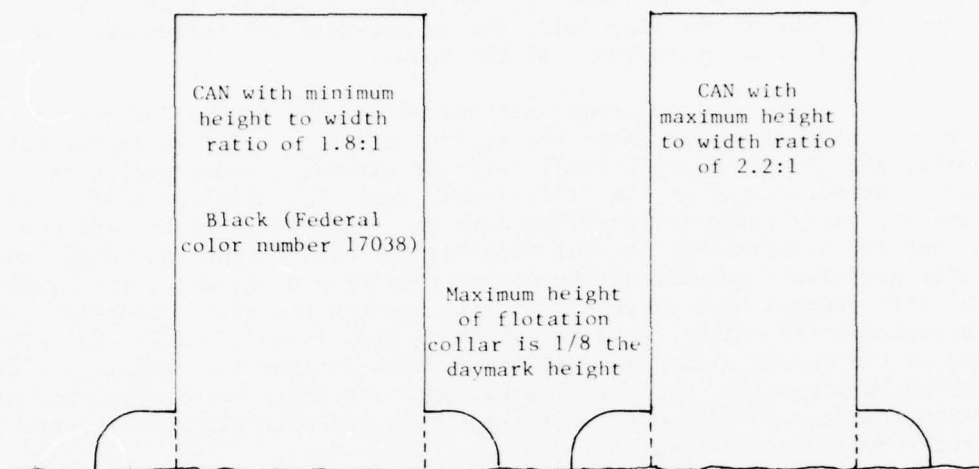 CAN with minimum
height to width
ratio of 1.8:1
Black (Federal
color number 17038)
Maximum height
of flotation
collar is 1/8 the
daymark height
CAN with
maximum height
to width ratio
of 2.2:1